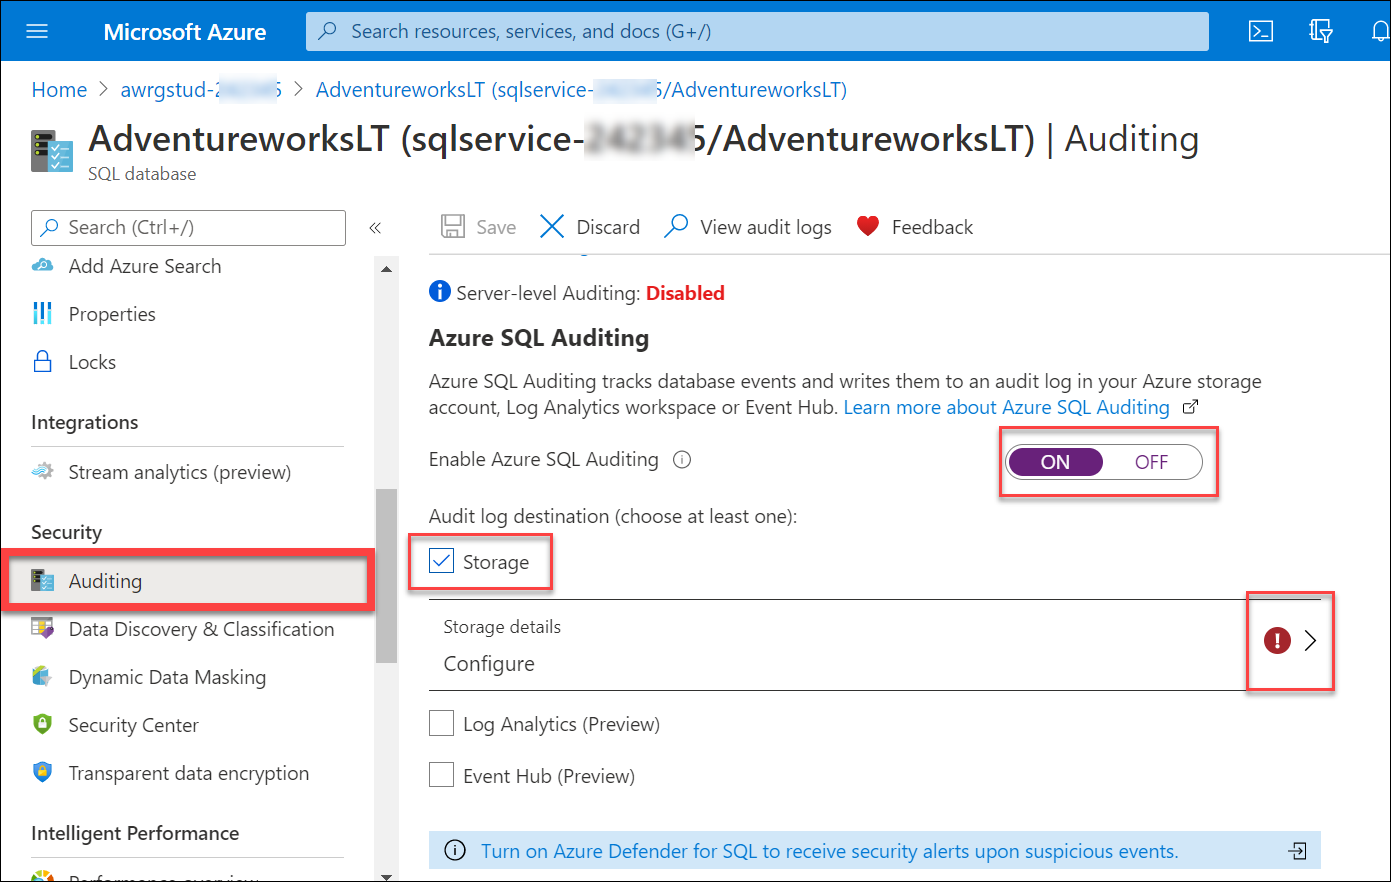 Microsoft Azure
Search resources, services, and docs (G+/)
Home > awrgstud- > AdventureworksLT (sqlservice- 5/AdventureworksLT)
AdventureworksLT (sqlservice- 5/AdventureworksLT) | Auditing
SQL database
Search (Ctrl+/)
«
Save
Discard
View audit logs
Feedback
Add Azure Search
Properties
Locks
Integrations
Stream analytics (preview)
Security
Auditing
Data Discovery & Classification
Dynamic Data Masking
Security Center
Transparent data encryption
Intelligent Performance
Performance overview
Server-level Auditing: Disabled
Azure SQL Auditing
Azure SQL Auditing tracks database events and writes them to an audit log in your Azure storage
account, Log Analytics workspace or Event Hub. Learn more about Azure SQL Auditing
Enable Azure SQL Auditing
ON OFF
Audit log destination (choose at least one):
Storage
Storage details
Configure
Log Analytics (Preview)
Event Hub (Preview)
Turn on Azure Defender for SQL to receive security alerts upon suspicious events.